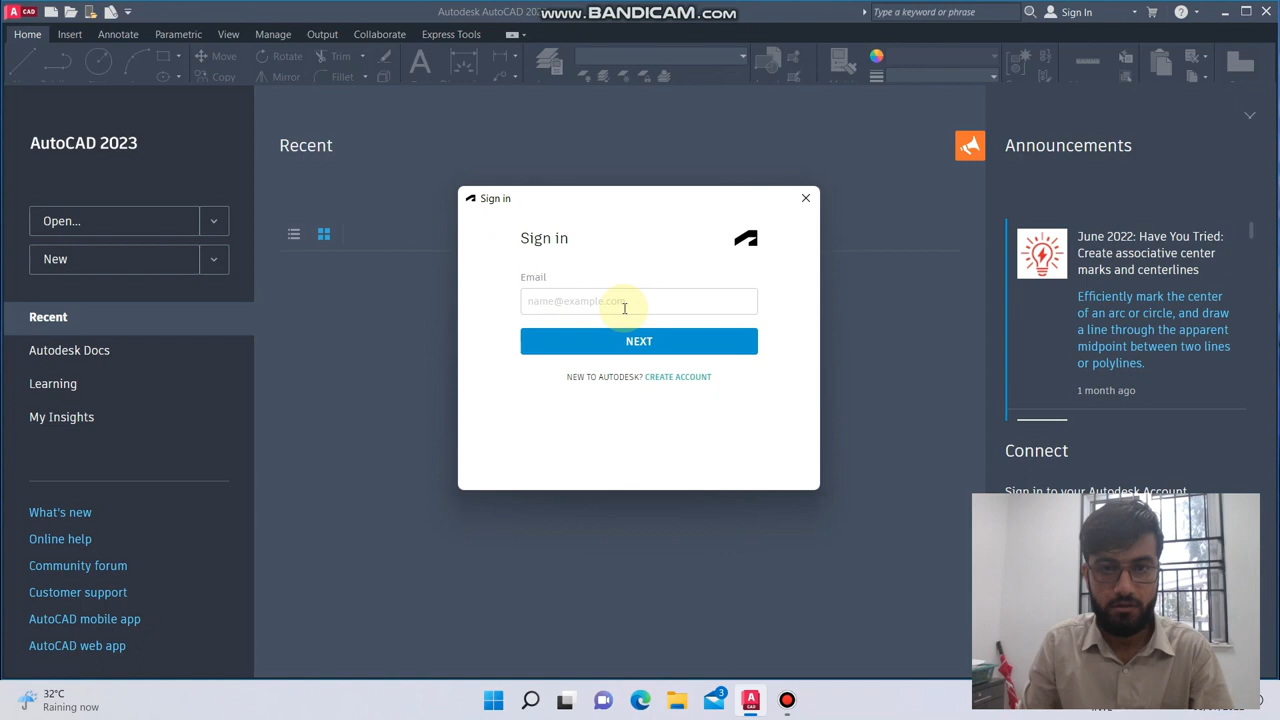 CAD
Autodesk AutoCAD 202
www.BANDICAM.com
Type a keyword or phrase
Sign In
Home Insert Annotate Parametric View Manage Output Collaborate Express Tools
Move Rotate Trim
Copy Mirror Fillet
AutoCAD 2023
Open...
New
Recent
Autodesk Docs
Learning
My Insights
What's new
Online help
Community forum
Customer support
AutoCAD mobile app
AutoCAD web app
Recent
Sign in
Sign in
Email
name@example.com
NEXT
NEW TO AUTODESK? CREATE ACCOUNT
Announcements
June 2022: Have You Tried:
Create associative center
marks and centerlines
Efficiently mark the center
of an arc or circle, and draw
a line through the apparent
midpoint between two lines
or polylines.
1 month ago
Connect
Sign in to your Autodesk Account
32°C
Raining now
3